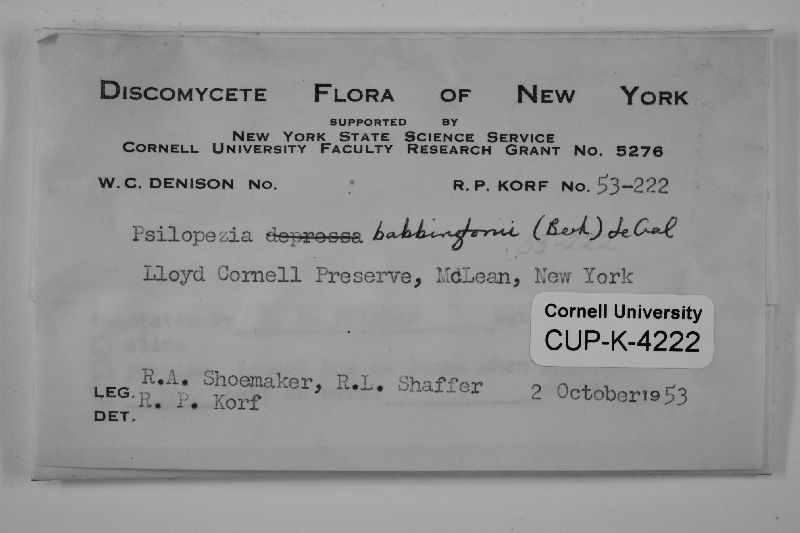 DISCOMYCETE FLORA OF NEW YORK
SUPPORTED BY
NEW YORK STATE SCIENCE SERVICE
CORNELL UNIVERSITY FACULTY RESEARCH GRANT NO. 5276
W. C. DENISON NO. R. P. KORF NO. 53-222
Psilopezia depressa babbingtonii (Berk.) LeGal
Lloyd Cornell Preserve, McLean, New York
Cornell University
CUP-K-4222
R.A. Shoemaker, R.L. Shaffer 2 October 1953
LEG. R. P. Korf
DET.